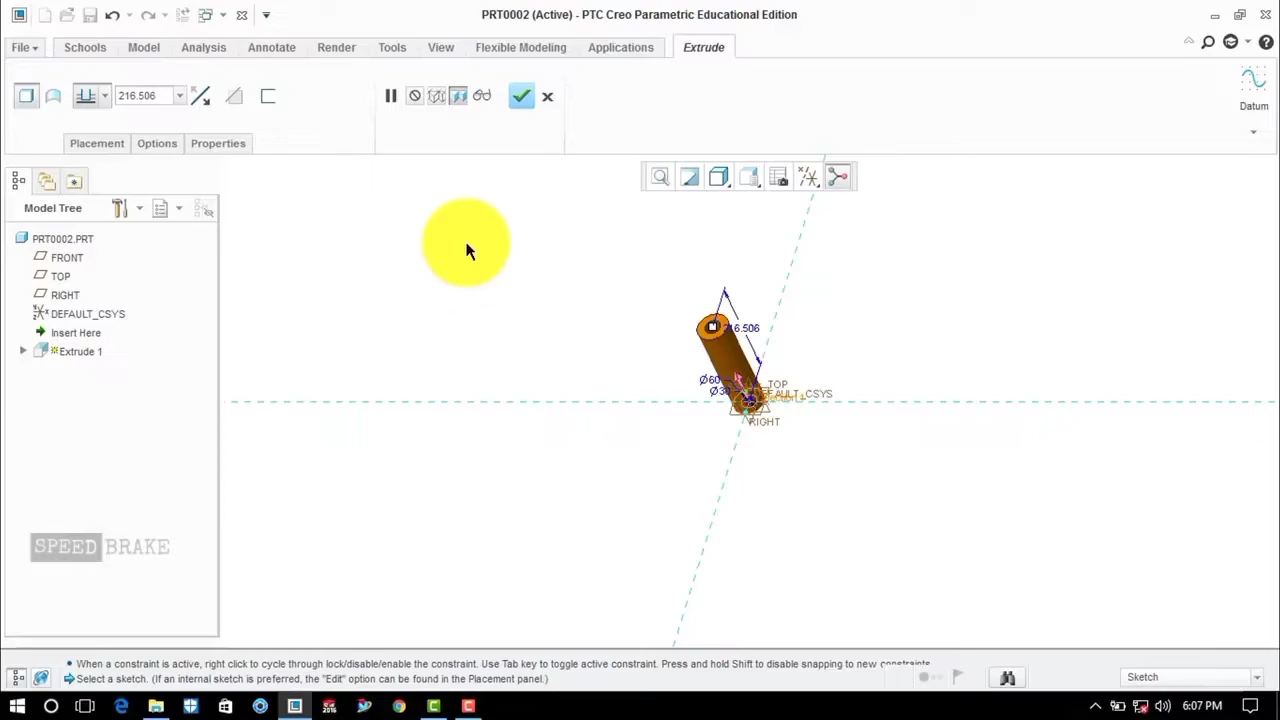 PRT0002 (Active) - PTC Creo Parametric Educational Edition
File Schools Model Analysis Annotate Render Tools View Flexible Modeling Applications Extrude
216.506
Datum
Placement Options Properties
Model Tree
PRT0002.PRT
FRONT
TOP
RIGHT
DEFAULT_CSYS
Insert Here
Extrude 1
216.506
Ø60
Ø30
TOP
DEFAULT_CSYS
RIGHT
SPEED BRAKE
When a constraint is active, right click to cycle through lock/disable/enable the constraint. Use Tab key to toggle active constraint. Press and hold Shift to disable snapping to new constraints.
Select a sketch. (If an internal sketch is preferred, the "Edit" option can be found in the Placement panel.)
Sketch
6:07 PM